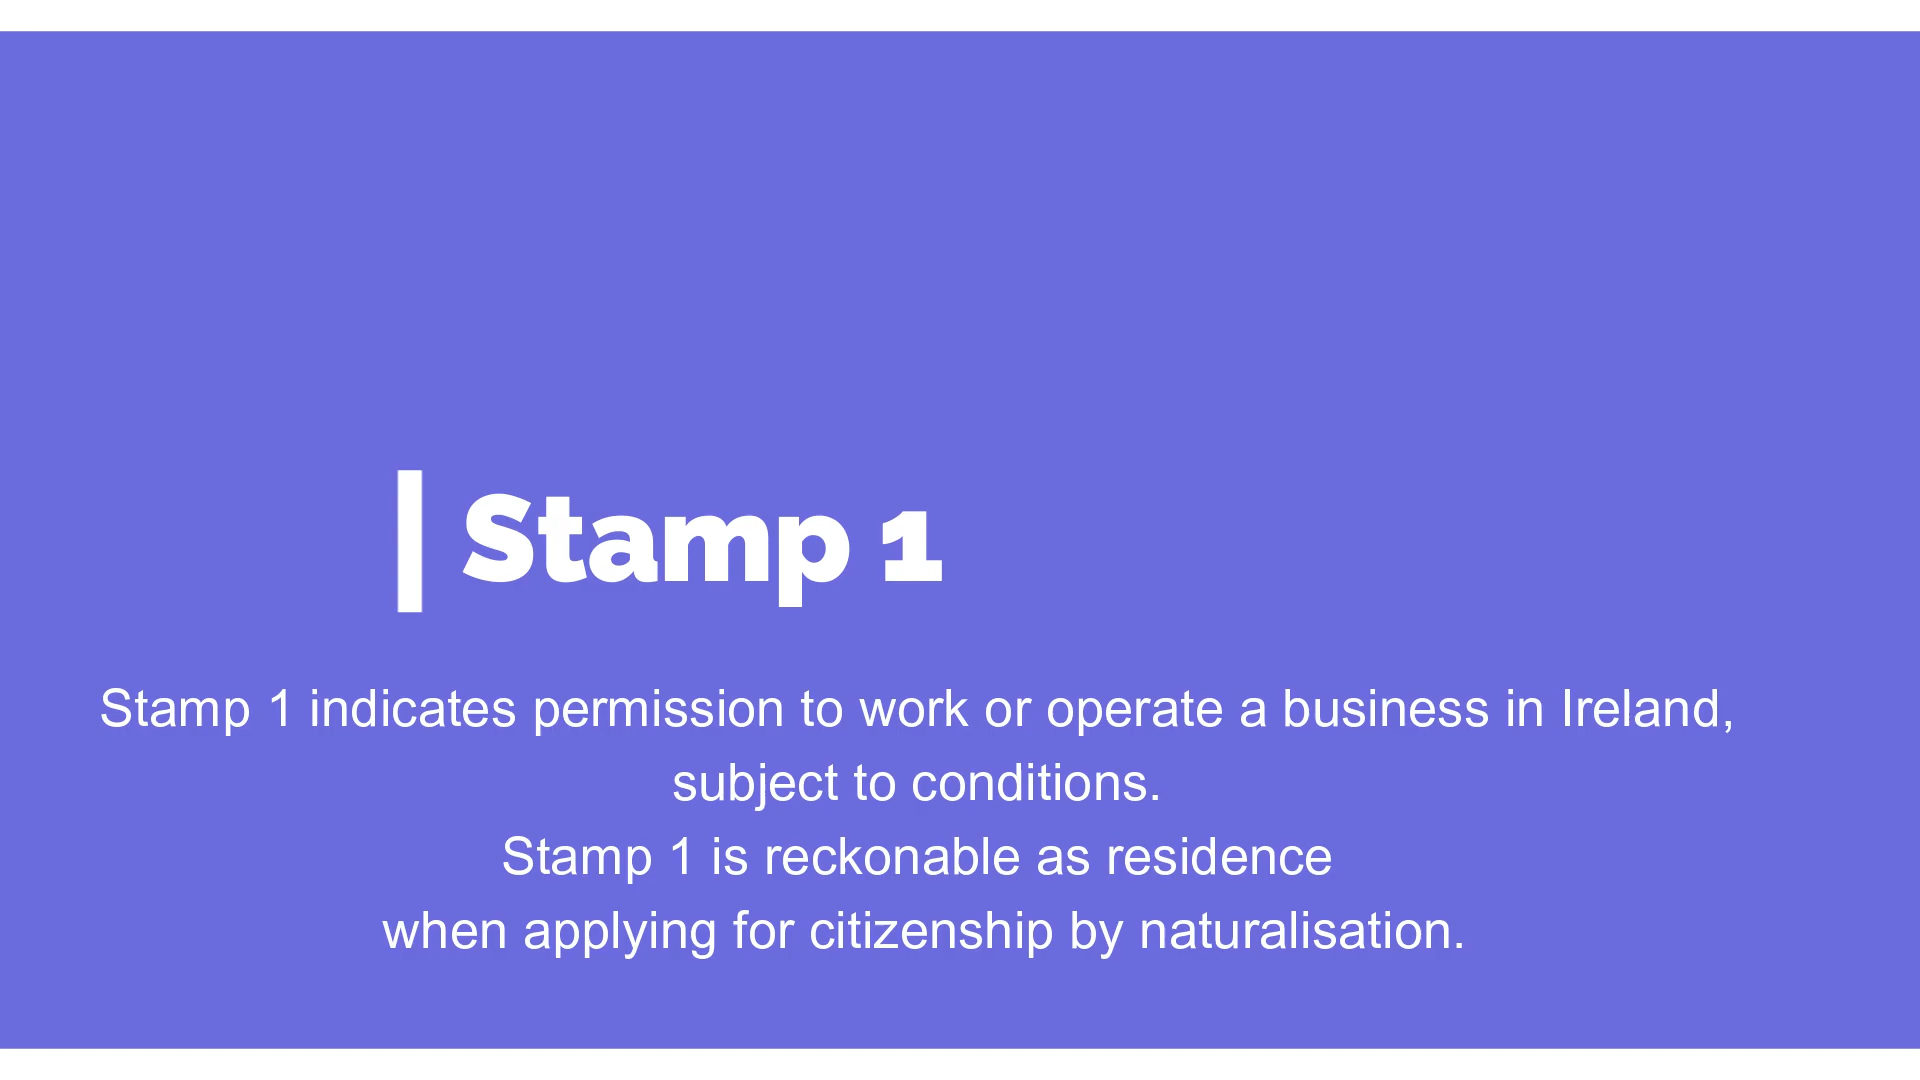 Stamp 1
Stamp 1 indicates permission to work or operate a business in Ireland,
subject to conditions.
Stamp 1 is reckonable as residence
when applying for citizenship by naturalisation.